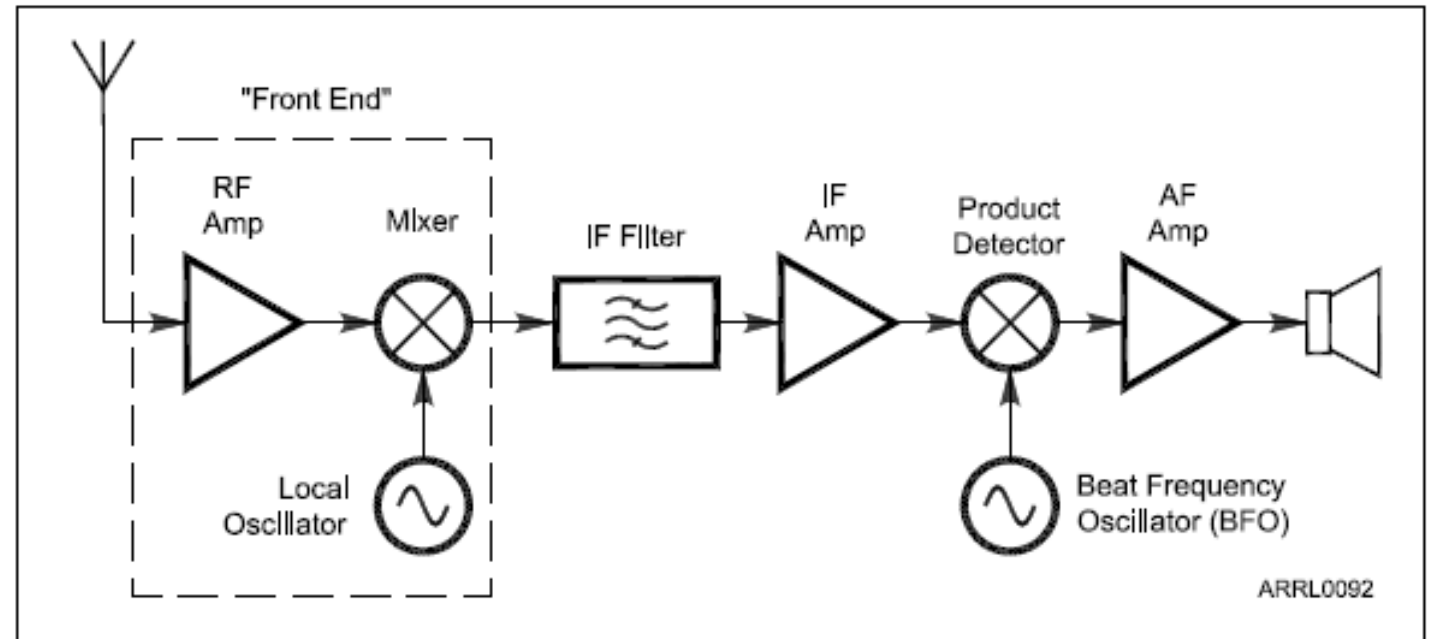 "Front End"
RF
Amp
Mixer
IF Filter
IF
Amp
Product
Detector
AF
Amp
Local
Oscillator
Beat Frequency
Oscillator (BFO)
ARRL0092